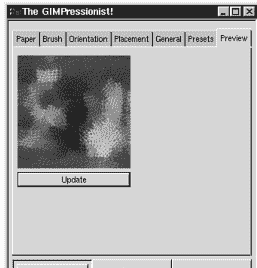 The GIMPressionist!
Paper Brush Orientation Placement General Presets Preview
Update